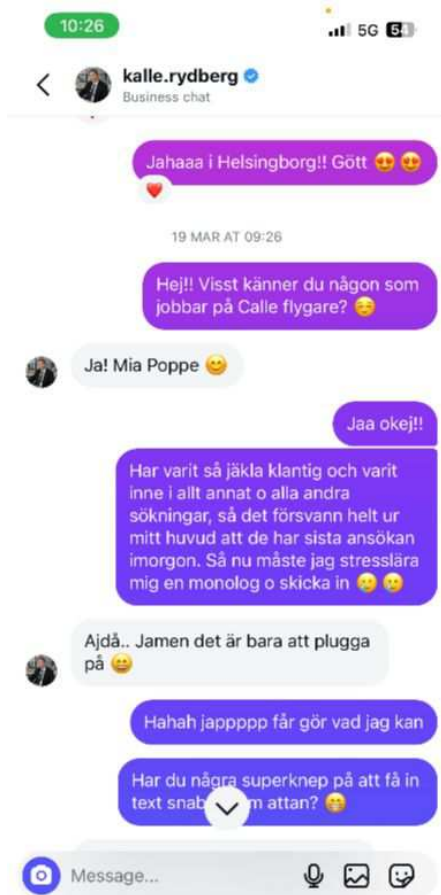 10:26
5G 54
kalle.rydberg
Business chat
Jahaaa i Helsingborg!! Gött 😍 😍
❤️
19 MAR AT 09:26
Hej!! Visst känner du någon som
jobbar på Calle flygare? ☺️
Ja! Mia Poppe 😊
Jaa okej!!
Har varit så jäkla klantig och varit
inne i allt annat o alla andra
sökningar, så det försvann helt ur
mitt huvud att de har sista ansökan
imorgon. Så nu måste jag stresslära
mig en monolog o skicka in 🥲 🥲
Ajdå.. Jamen det är bara att plugga
på 😄
Hahah jappppp får gör vad jag kan
Har du några superknep på att få in
text attan? 😁
Message...